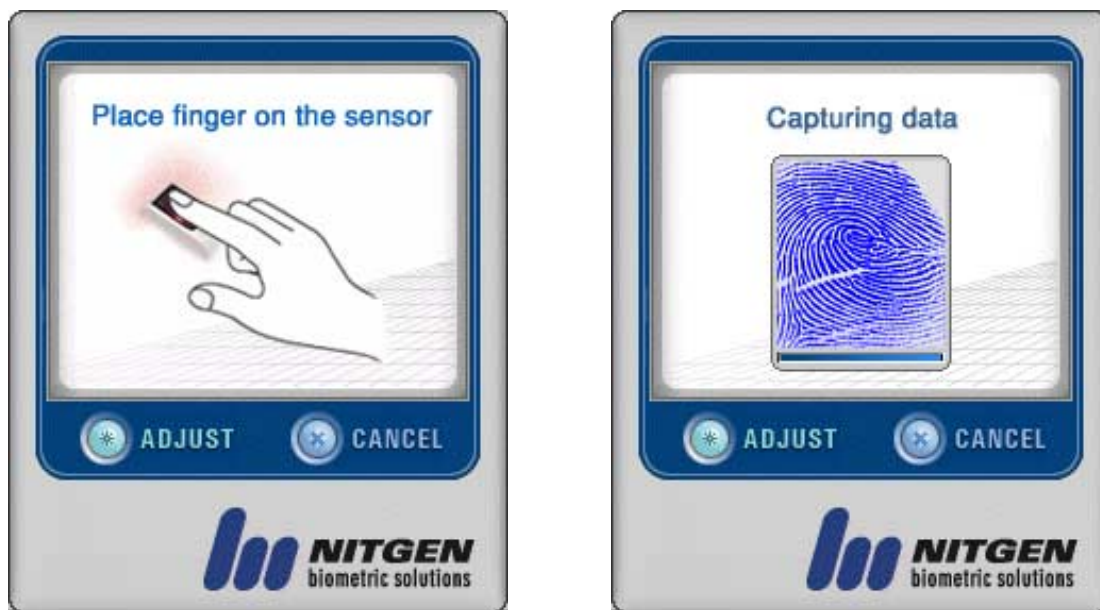 Place finger on the sensor
ADJUST CANCEL
NITGEN
biometric solutions
Capturing data
ADJUST CANCEL
NITGEN
biometric solutions